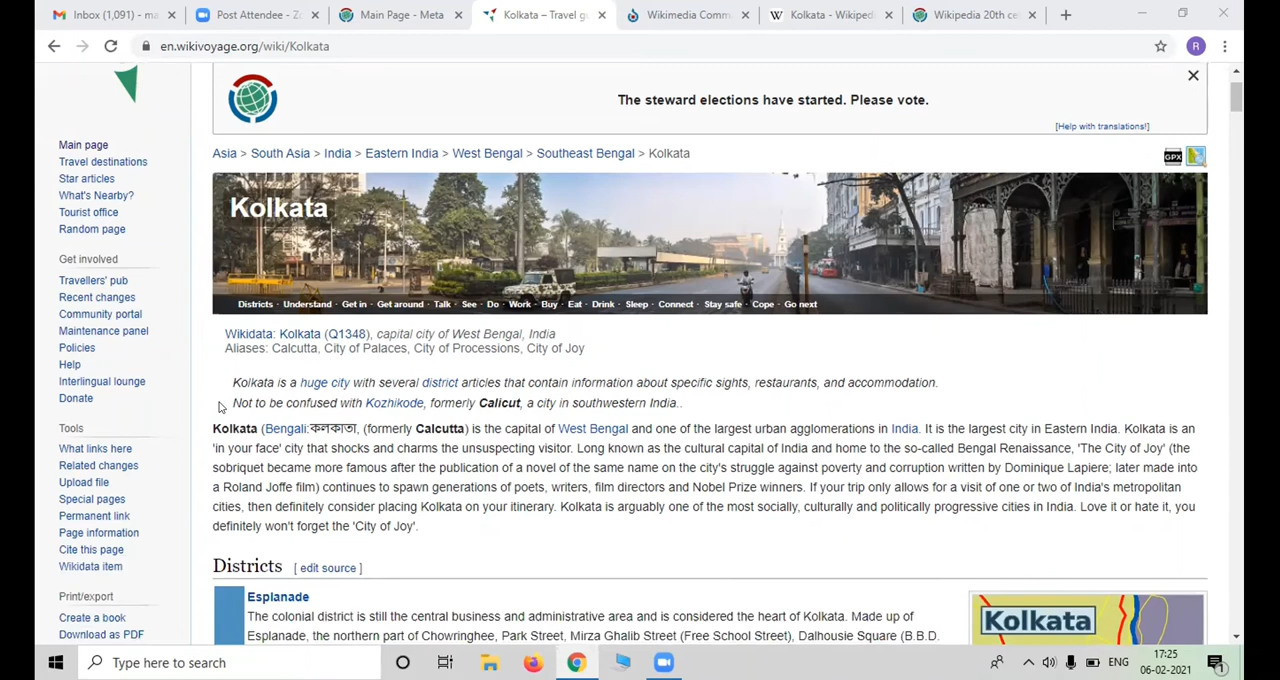 Inbox (1,091) - ma
Post Attendee - Zo
Main Page - Meta
Kolkata – Travel gu
Wikimedia Comm
Kolkata - Wikiped
Wikipedia 20th ce
en.wikivoyage.org/wiki/Kolkata
R
The steward elections have started. Please vote.
[Help with translations!]
Main page
Travel destinations
Star articles
What's Nearby?
Tourist office
Random page
Get involved
Travellers' pub
Recent changes
Community portal
Maintenance panel
Policies
Help
Interlingual lounge
Donate
Tools
What links here
Related changes
Upload file
Special pages
Permanent link
Page information
Cite this page
Wikidata item
Print/export
Create a book
Download as PDF
Asia > South Asia > India > Eastern India > West Bengal > Southeast Bengal > Kolkata
GPX
Kolkata
Districts · Understand · Get in · Get around · Talk · See · Do · Work · Buy · Eat · Drink · Sleep · Connect · Stay safe · Cope · Go next
Wikidata: Kolkata (Q1348), capital city of West Bengal, India
Aliases: Calcutta, City of Palaces, City of Processions, City of Joy
Kolkata is a huge city with several district articles that contain information about specific sights, restaurants, and accommodation.
Not to be confused with Kozhikode, formerly Calicut, a city in southwestern India..
Kolkata (Bengali:কলকাতা, (formerly Calcutta) is the capital of West Bengal and one of the largest urban agglomerations in India. It is the largest city in Eastern India. Kolkata is an
'in your face' city that shocks and charms the unsuspecting visitor. Long known as the cultural capital of India and home to the so-called Bengal Renaissance, 'The City of Joy' (the
sobriquet became more famous after the publication of a novel of the same name on the city's struggle against poverty and corruption written by Dominique Lapiere; later made into
a Roland Joffe film) continues to spawn generations of poets, writers, film directors and Nobel Prize winners. If your trip only allows for a visit of one or two of India's metropolitan
cities, then definitely consider placing Kolkata on your itinerary. Kolkata is arguably one of the most socially, culturally and politically progressive cities in India. Love it or hate it, you
definitely won't forget the 'City of Joy'.
Districts [ edit source ]
Esplanade
The colonial district is still the central business and administrative area and is considered the heart of Kolkata. Made up of
Esplanade, the northern part of Chowringhee, Park Street, Mirza Ghalib Street (Free School Street), Dalhousie Square (B.B.D.
Kolkata
Type here to search
ENG
17:25
06-02-2021
1